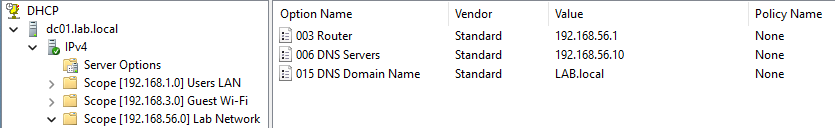 DHCP
dc01.lab.local
IPv4
Server Options
Scope [192.168.1.0] Users LAN
Scope [192.168.3.0] Guest Wi-Fi
Scope [192.168.56.0] Lab Network
Option Name Vendor Value Policy Name
003 Router Standard 192.168.56.1 None
006 DNS Servers Standard 192.168.56.10 None
015 DNS Domain Name Standard LAB.local None